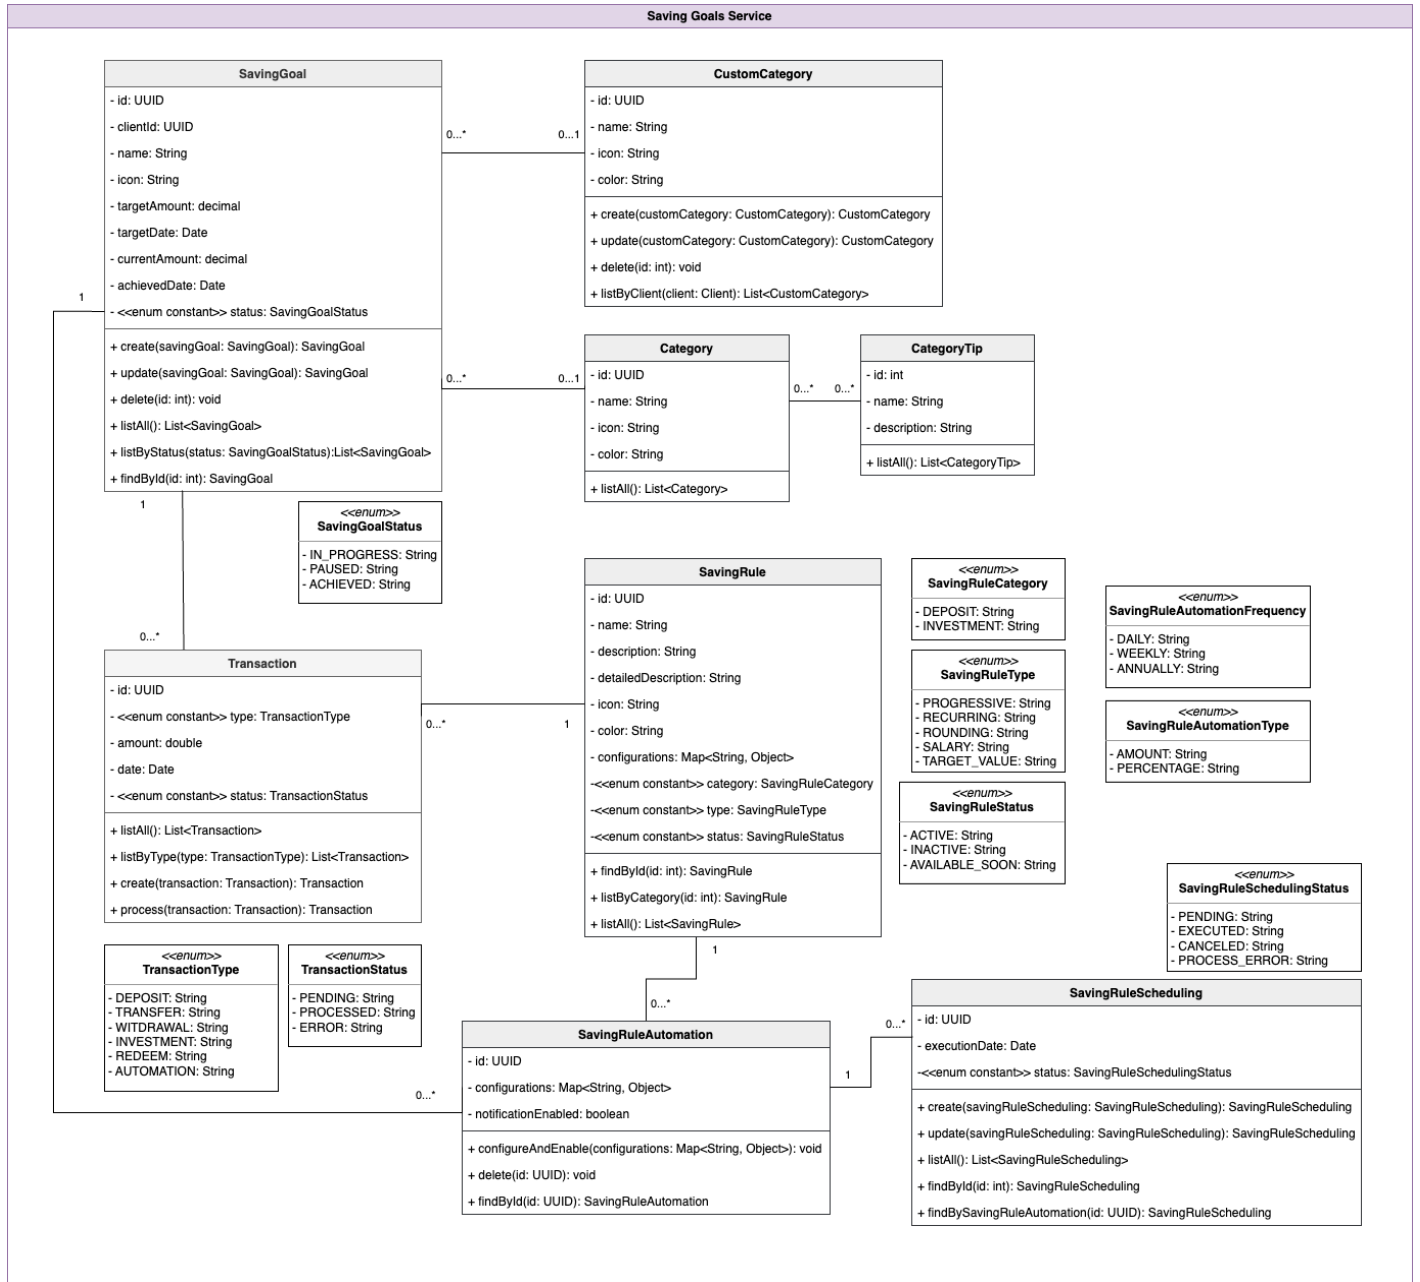 Saving Goals Service
SavingGoal
- id: UUID
- clientId: UUID
- name: String
- icon: String
- targetAmount: decimal
- targetDate: Date
- currentAmount: decimal
- achievedDate: Date
- <<enum constant>> status: SavingGoalStatus
+ create(savingGoal: SavingGoal): SavingGoal
+ update(savingGoal: SavingGoal): SavingGoal
+ delete(id: int): void
+ listAll(): List<SavingGoal>
+ listByStatus(status: SavingGoalStatus):List<SavingGoal>
+ findById(id: int): SavingGoal
0...*
0...1
CustomCategory
- id: UUID
- name: String
- icon: String
- color: String
+ create(customCategory: CustomCategory): CustomCategory
+ update(customCategory: CustomCategory): CustomCategory
+ delete(id: int): void
+ listByClient(client: Client): List<CustomCategory>
1
0...*
0...1
Category
- id: UUID
- name: String
- icon: String
- color: String
+ listAll(): List<Category>
0...*
0...*
CategoryTip
- id: int
- name: String
- description: String
+ listAll(): List<CategoryTip>
1
<<enum>>
SavingGoalStatus
- IN_PROGRESS: String
- PAUSED: String
- ACHIEVED: String
0...*
Transaction
- id: UUID
- <<enum constant>> type: TransactionType
- amount: double
- date: Date
- <<enum constant>> status: TransactionStatus
+ listAll(): List<Transaction>
+ listByType(type: TransactionType): List<Transaction>
+ create(transaction: Transaction): Transaction
+ process(transaction: Transaction): Transaction
0...*
1
SavingRule
- id: UUID
- name: String
- description: String
- detailedDescription: String
- icon: String
- color: String
- configurations: Map<String, Object>
-<<enum constant>> category: SavingRuleCategory
-<<enum constant>> type: SavingRuleType
-<<enum constant>> status: SavingRuleStatus
+ findById(id: int): SavingRule
+ listByCategory(id: int): SavingRule
+ listAll(): List<SavingRule>
<<enum>>
SavingRuleCategory
- DEPOSIT: String
- INVESTMENT: String
<<enum>>
SavingRuleType
- PROGRESSIVE: String
- RECURRING: String
- ROUNDING: String
- SALARY: String
- TARGET_VALUE: String
<<enum>>
SavingRuleStatus
- ACTIVE: String
- INACTIVE: String
- AVAILABLE_SOON: String
<<enum>>
SavingRuleAutomationFrequency
- DAILY: String
- WEEKLY: String
- ANNUALLY: String
<<enum>>
SavingRuleAutomationType
- AMOUNT: String
- PERCENTAGE: String
<<enum>>
SavingRuleSchedulingStatus
- PENDING: String
- EXECUTED: String
- CANCELED: String
- PROCESS_ERROR: String
<<enum>>
TransactionType
- DEPOSIT: String
- TRANSFER: String
- WITDRAWAL: String
- INVESTMENT: String
- REDEEM: String
- AUTOMATION: String
<<enum>>
TransactionStatus
- PENDING: String
- PROCESSED: String
- ERROR: String
1
0...*
0...*
SavingRuleAutomation
- id: UUID
- configurations: Map<String, Object>
- notificationEnabled: boolean
+ configureAndEnable(configurations: Map<String, Object>): void
+ delete(id: UUID): void
+ findById(id: UUID): SavingRuleAutomation
1
0...*
SavingRuleScheduling
- id: UUID
- executionDate: Date
-<<enum constant>> status: SavingRuleSchedulingStatus
+ create(savingRuleScheduling: SavingRuleScheduling): SavingRuleScheduling
+ update(savingRuleScheduling: SavingRuleScheduling): SavingRuleScheduling
+ listAll(): List<SavingRuleScheduling>
+ findById(id: int): SavingRuleScheduling
+ findBySavingRuleAutomation(id: UUID): SavingRuleScheduling